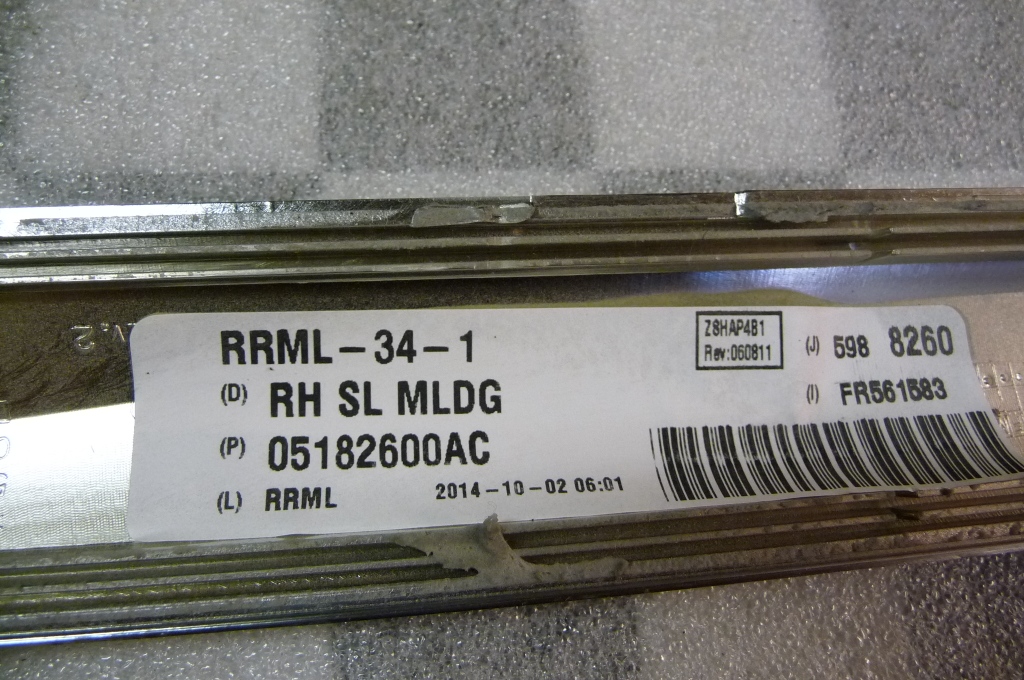 RRML-34-1
(D) RH SL MLDG
(P) 05182600AC
(L) RRML
2014-10-02 06:01
Z8HAP4B1
Rev:060811
(J) 598 8260
(I) FR561583